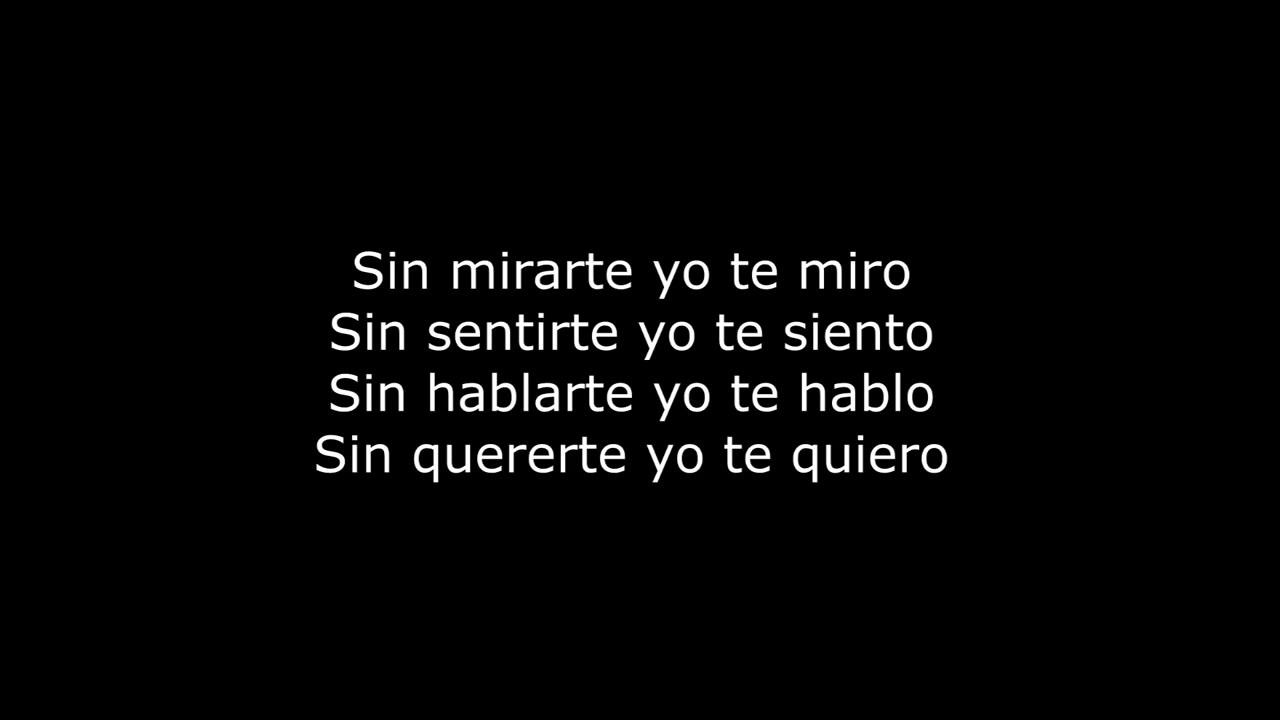 Sin mirarte yo te miro
Sin sentirte yo te siento
Sin hablarte yo te hablo
Sin quererte yo te quiero